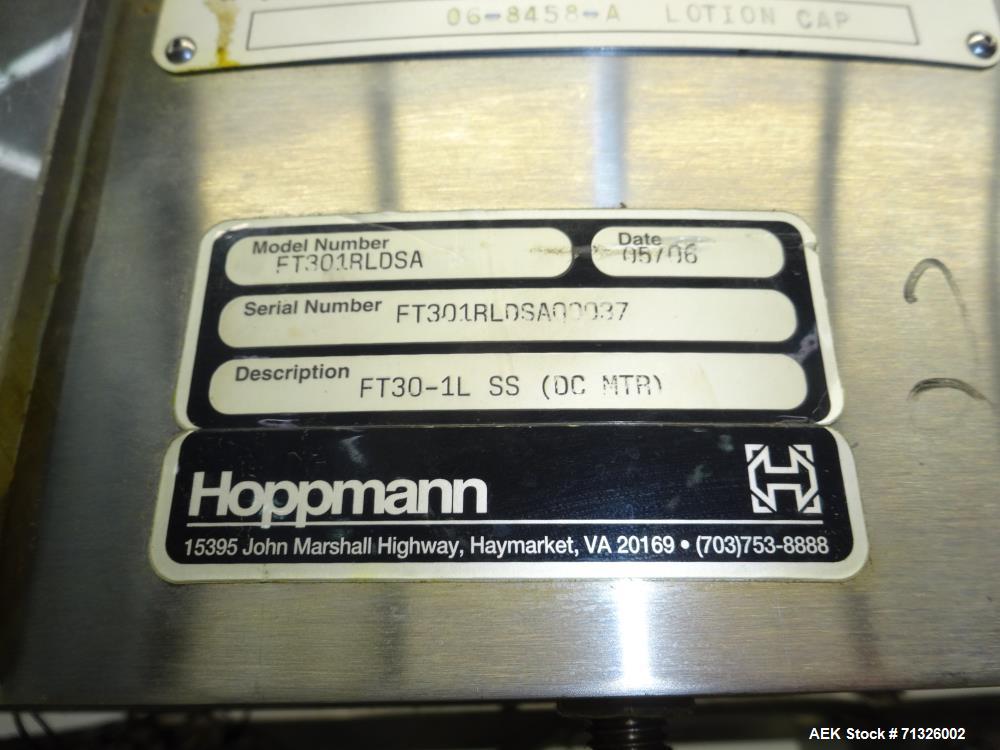 06-8458-A LOTION CAP
Model Number
FT301RLDSA
Date
05/06
Serial Number FT301RLDSA00037
Description FT30-1L SS (DC MTR)
Hoppmann
15395 John Marshall Highway, Haymarket, VA 20169 • (703)753-8888
AEK Stock #71326002